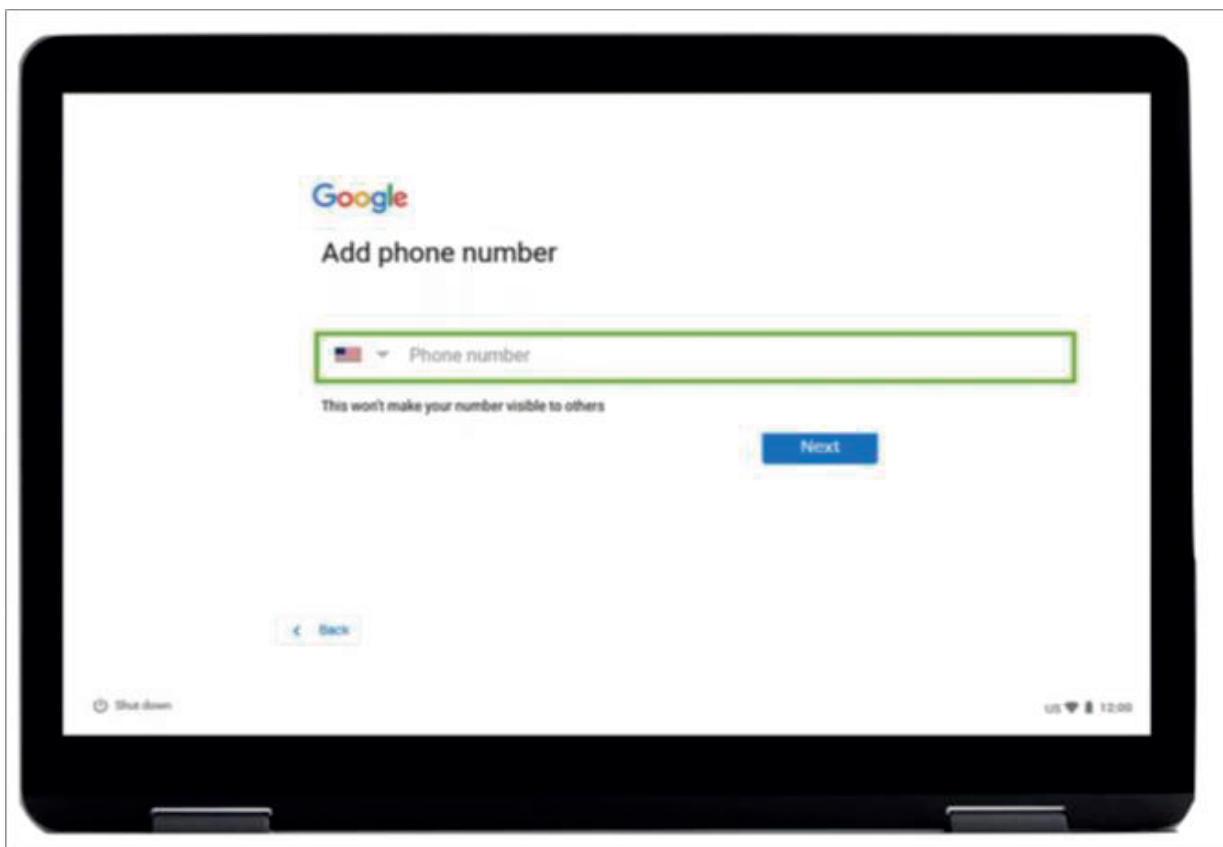 Google
Add phone number
Phone number
This won't make your number visible to others
Next
Back
Shut down
US 12:00